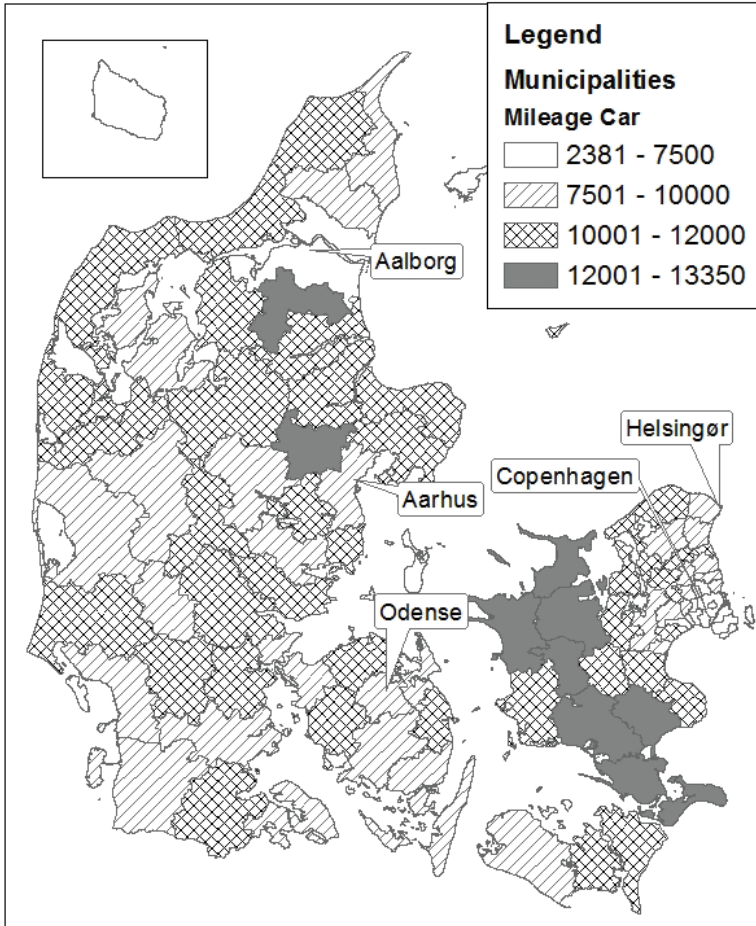 Legend
Municipalities
Mileage Car
2381 - 7500
7501 - 10000
10001 - 12000
12001 - 13350
Aalborg
Helsingør
Copenhagen
Aarhus
Odense